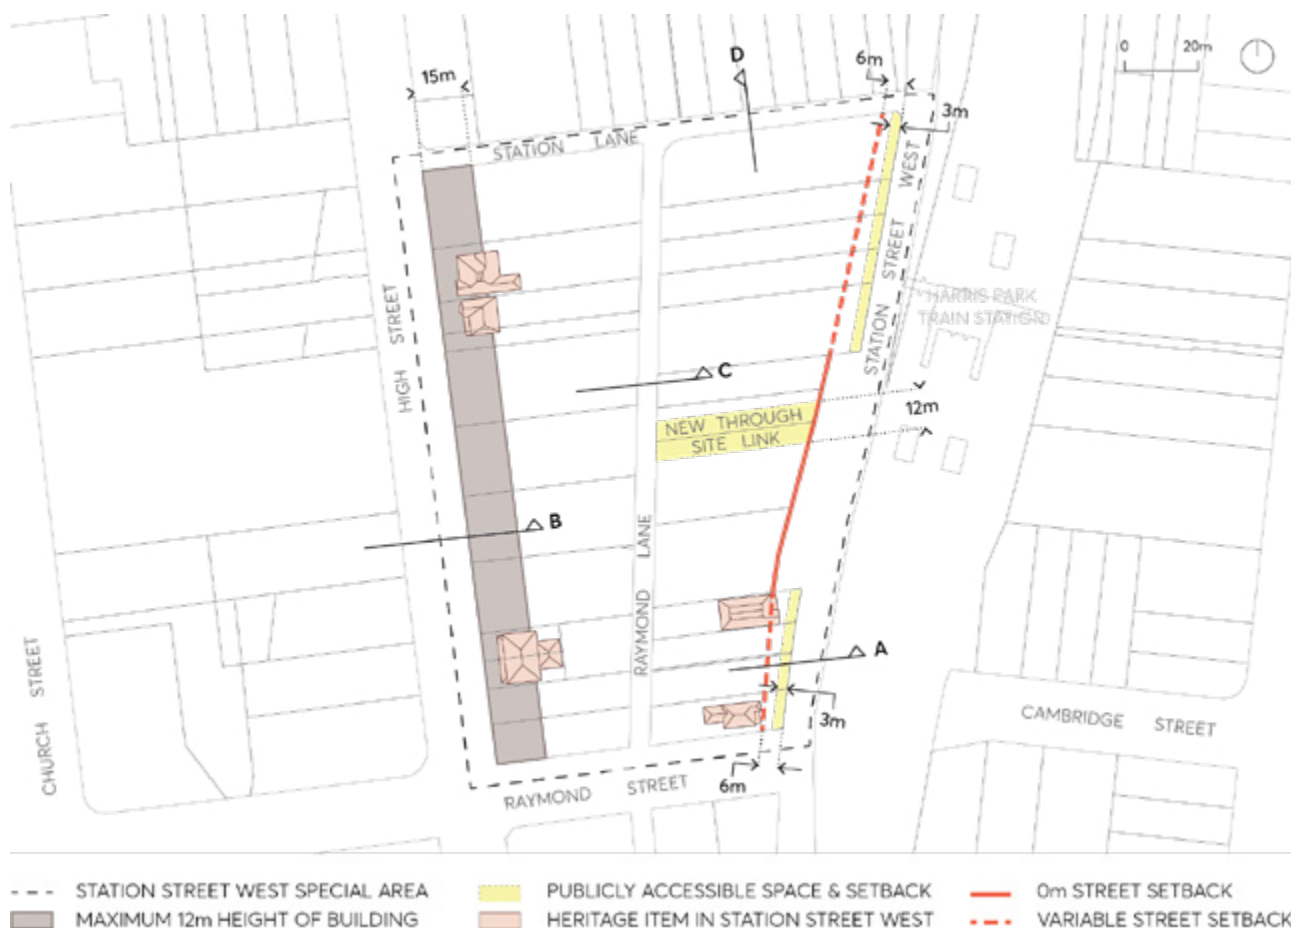 D
6m
0 20m
15m
3m
STATION LANE
STATION STREET WEST
HIGH STREET
HARRIS PARK
TRAIN STATION
C
12m
NEW THROUGH
SITE LINK
B
RAYMOND LANE
A
3m
CHURCH STREET
CAMBRIDGE STREET
6m
RAYMOND STREET
STATION STREET WEST SPECIAL AREA
PUBLICLY ACCESSIBLE SPACE & SETBACK
0m STREET SETBACK
MAXIMUM 12m HEIGHT OF BUILDING
HERITAGE ITEM IN STATION STREET WEST
VARIABLE STREET SETBACK